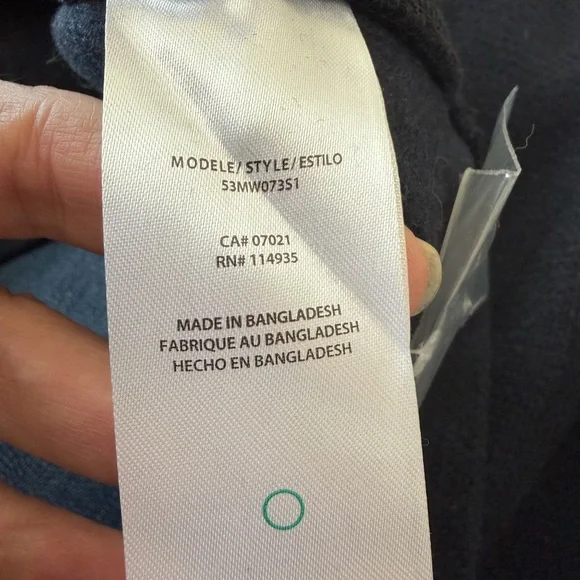 MODELE/ STYLE/ ESTILO
53MW073S1
CA# 07021
RN# 114935
MADE IN BANGLADESH
FABRIQUE AU BANGLADESH
HECHO EN BANGLADESH